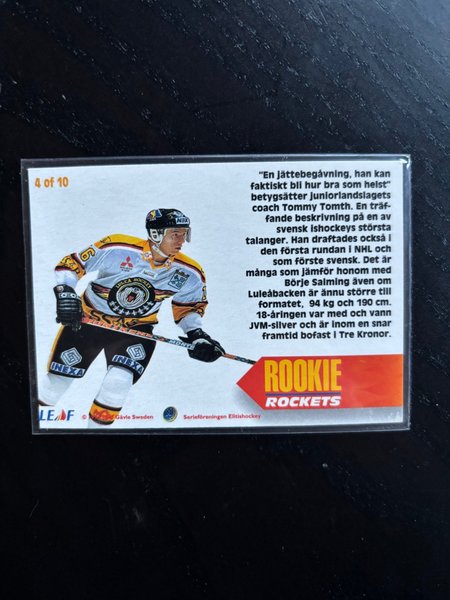 4 of 10
"En jättebegåvning, han kan
faktiskt bli hur bra som helst"
betygsätter juniorlandslagets
coach Tommy Tomth. En träf-
fande beskrivning på en av
svensk ishockeys största
talanger. Han draftades också i
den första rundan i NHL och
som förste svensk. Det är
många som jämför honom med
Börje Salming även om
Luleåbacken är ännu större till
formatet, 94 kg och 190 cm.
18-åringen var med och vann
JVM-silver och är inom en snar
framtid bofast i Tre Kronor.
INEXA
INEXA
ROOKIE
ROCKETS
LEAF
Gävle Sweden
Serieföreningen Elitishockey